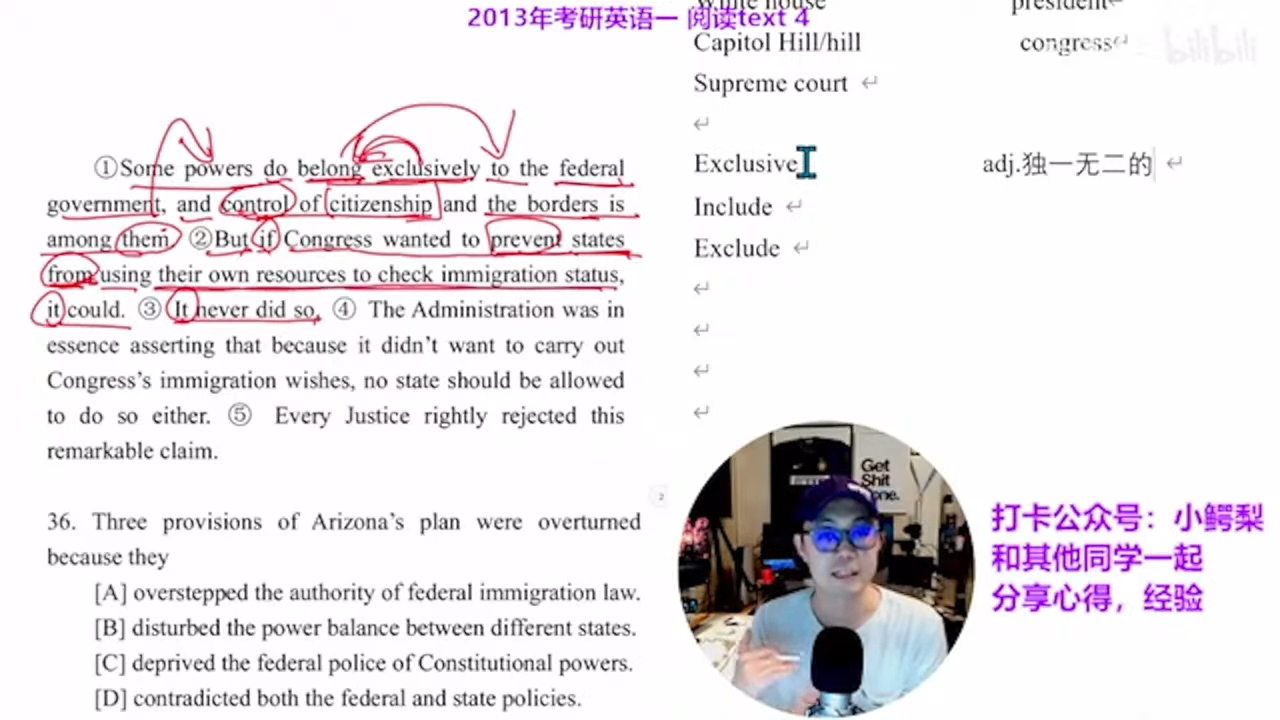 2013年考研英语一 阅读text 4
①Some powers do belong exclusively to the federal
government, and control of citizenship and the borders is
among them ②But if Congress wanted to prevent states
from using their own resources to check immigration status,
it could. ③ It never did so. ④ The Administration was in
essence asserting that because it didn't want to carry out
Congress's immigration wishes, no state should be allowed
to do so either. ⑤ Every Justice rightly rejected this
remarkable claim.
2
36. Three provisions of Arizona's plan were overturned
because they
[A] overstepped the authority of federal immigration law.
[B] disturbed the power balance between different states.
[C] deprived the federal police of Constitutional powers.
[D] contradicted both the federal and state policies.
White house president
Capitol Hill/hill congress
Supreme court
Exclusive adj.独一无二的
Include
Exclude
bilibili
Get
Shit
one.
打卡公众号：小鳄梨
和其他同学一起
分享心得，经验